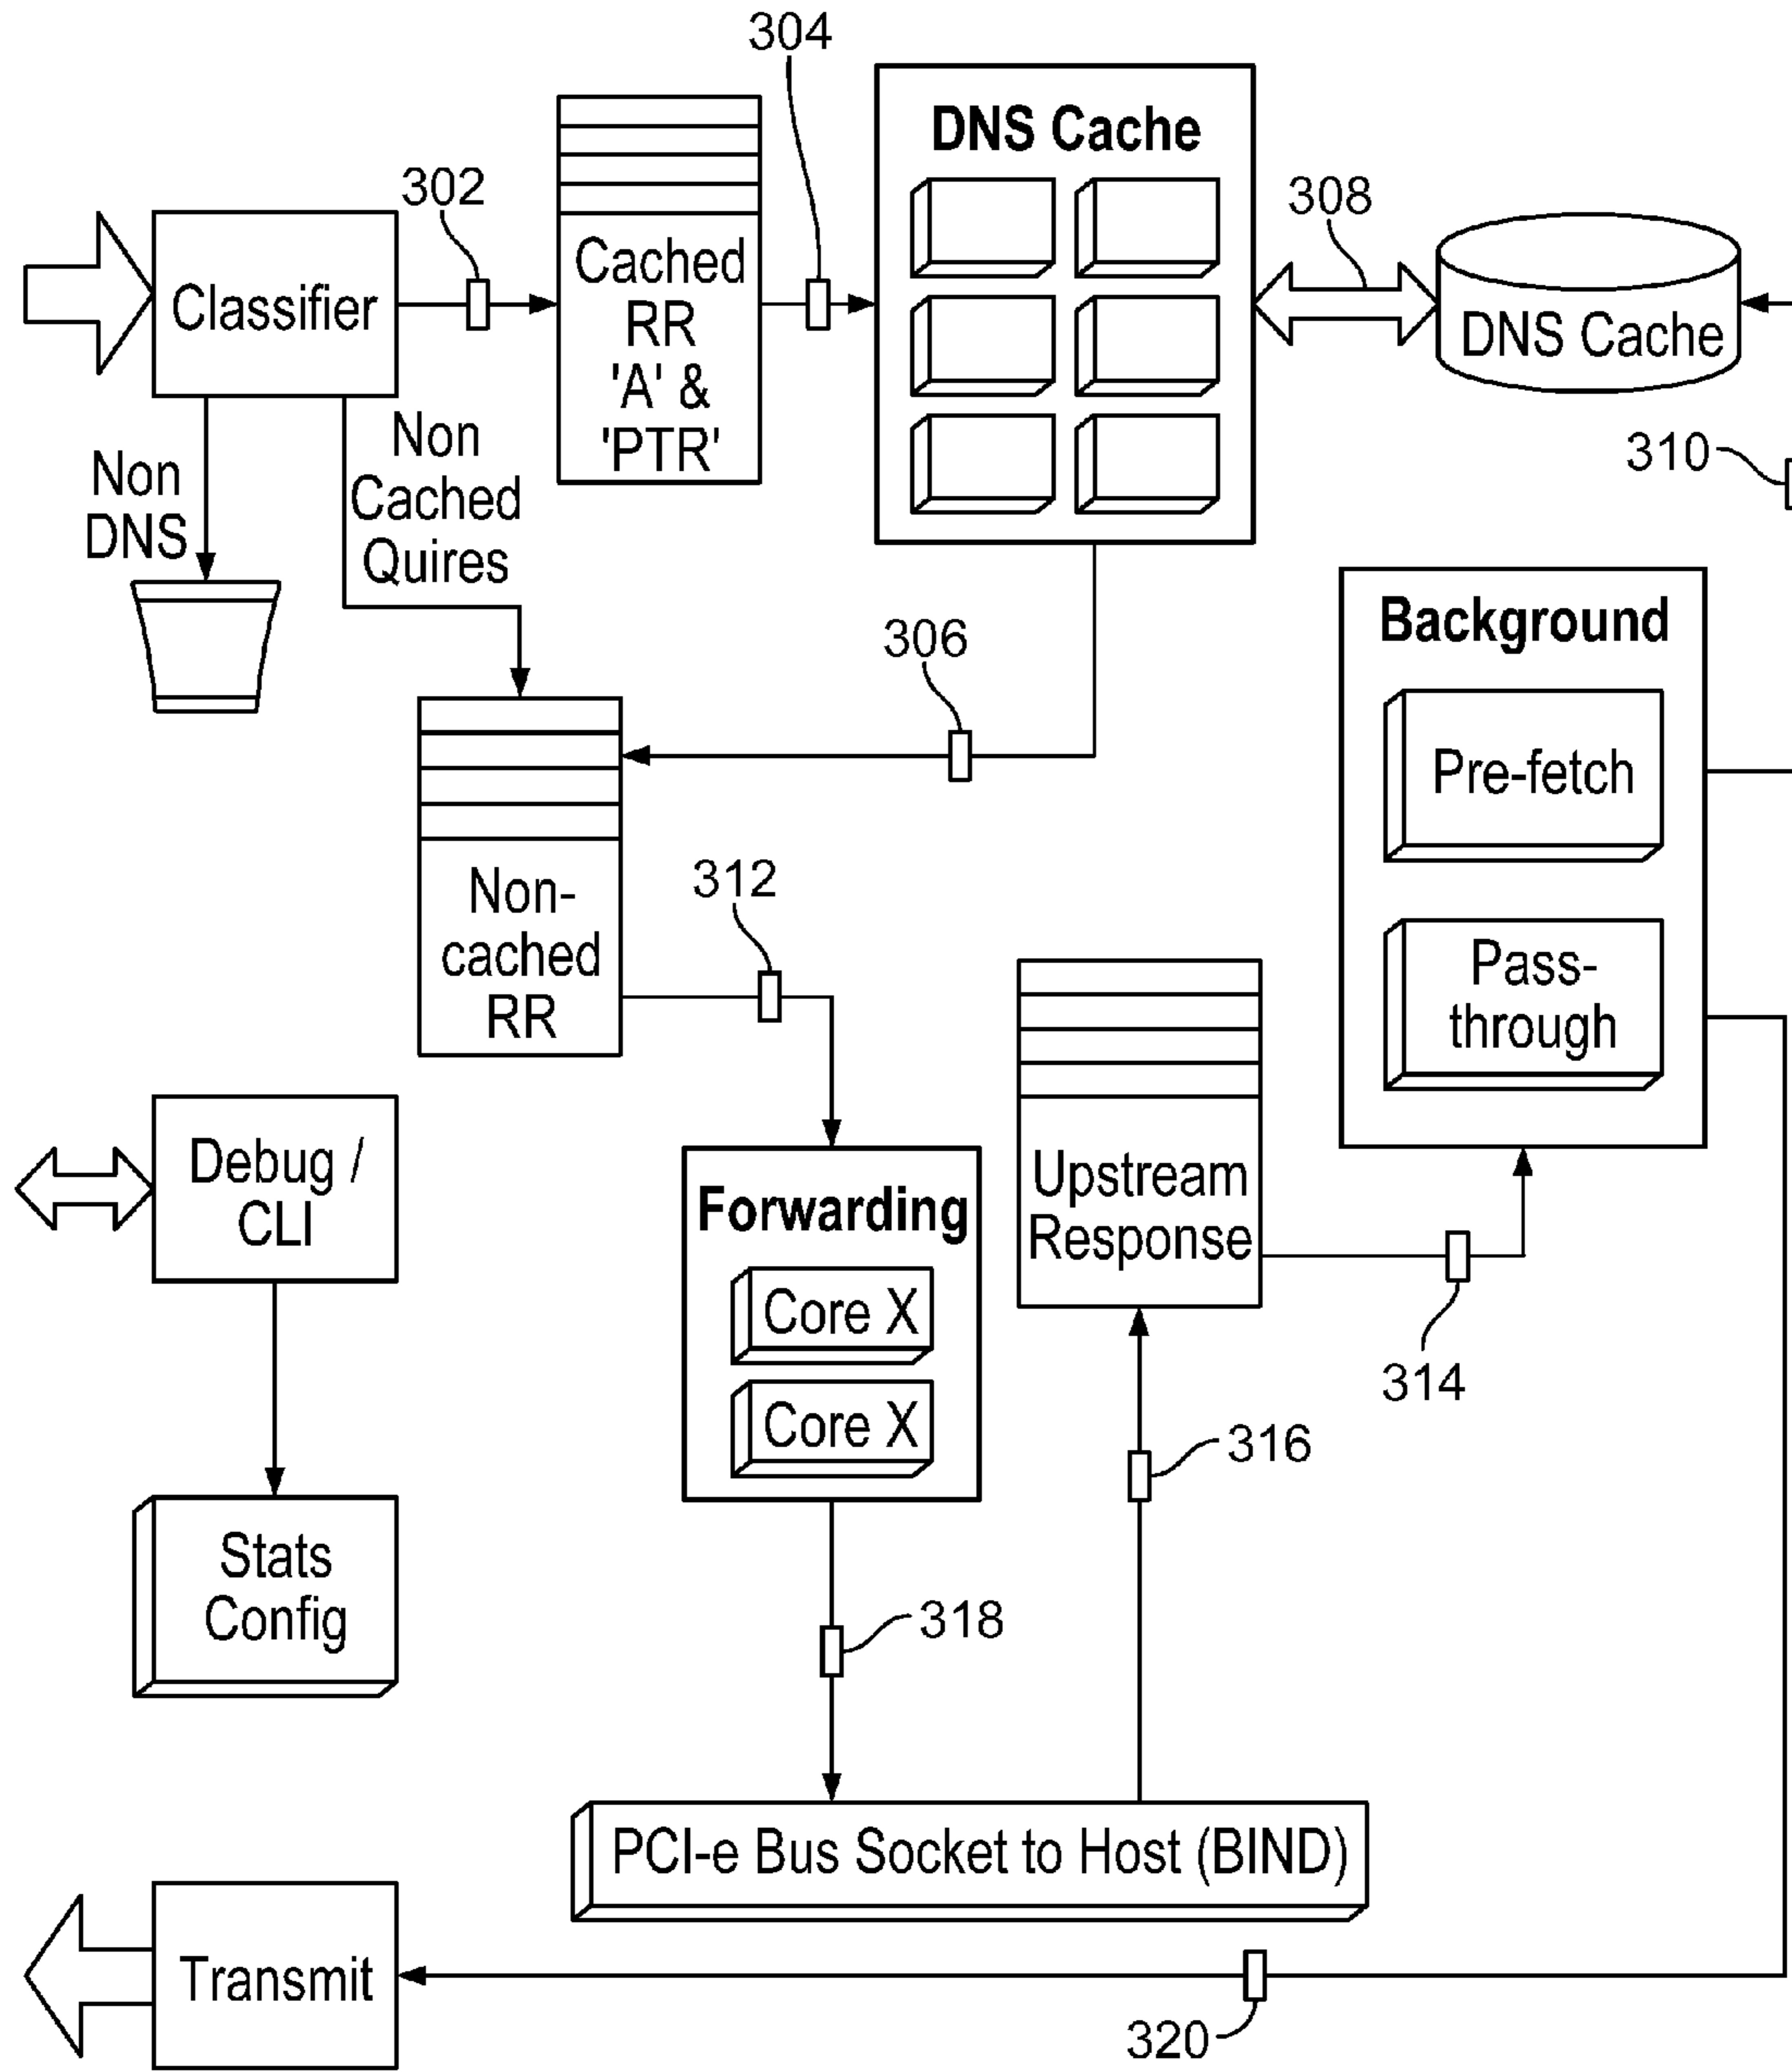 304
DNS Cache
302
308
Classifier
Cached
RR
'A' &
'PTR'
DNS Cache
Non
DNS
Non
Cached
Quires
310
306
Background
Pre-fetch
Pass-
through
Non-
cached
RR
312
Debug /
CLI
Forwarding
Core X
Core X
Upstream
Response
314
316
Stats
Config
318
PCI-e Bus Socket to Host (BIND)
Transmit
320